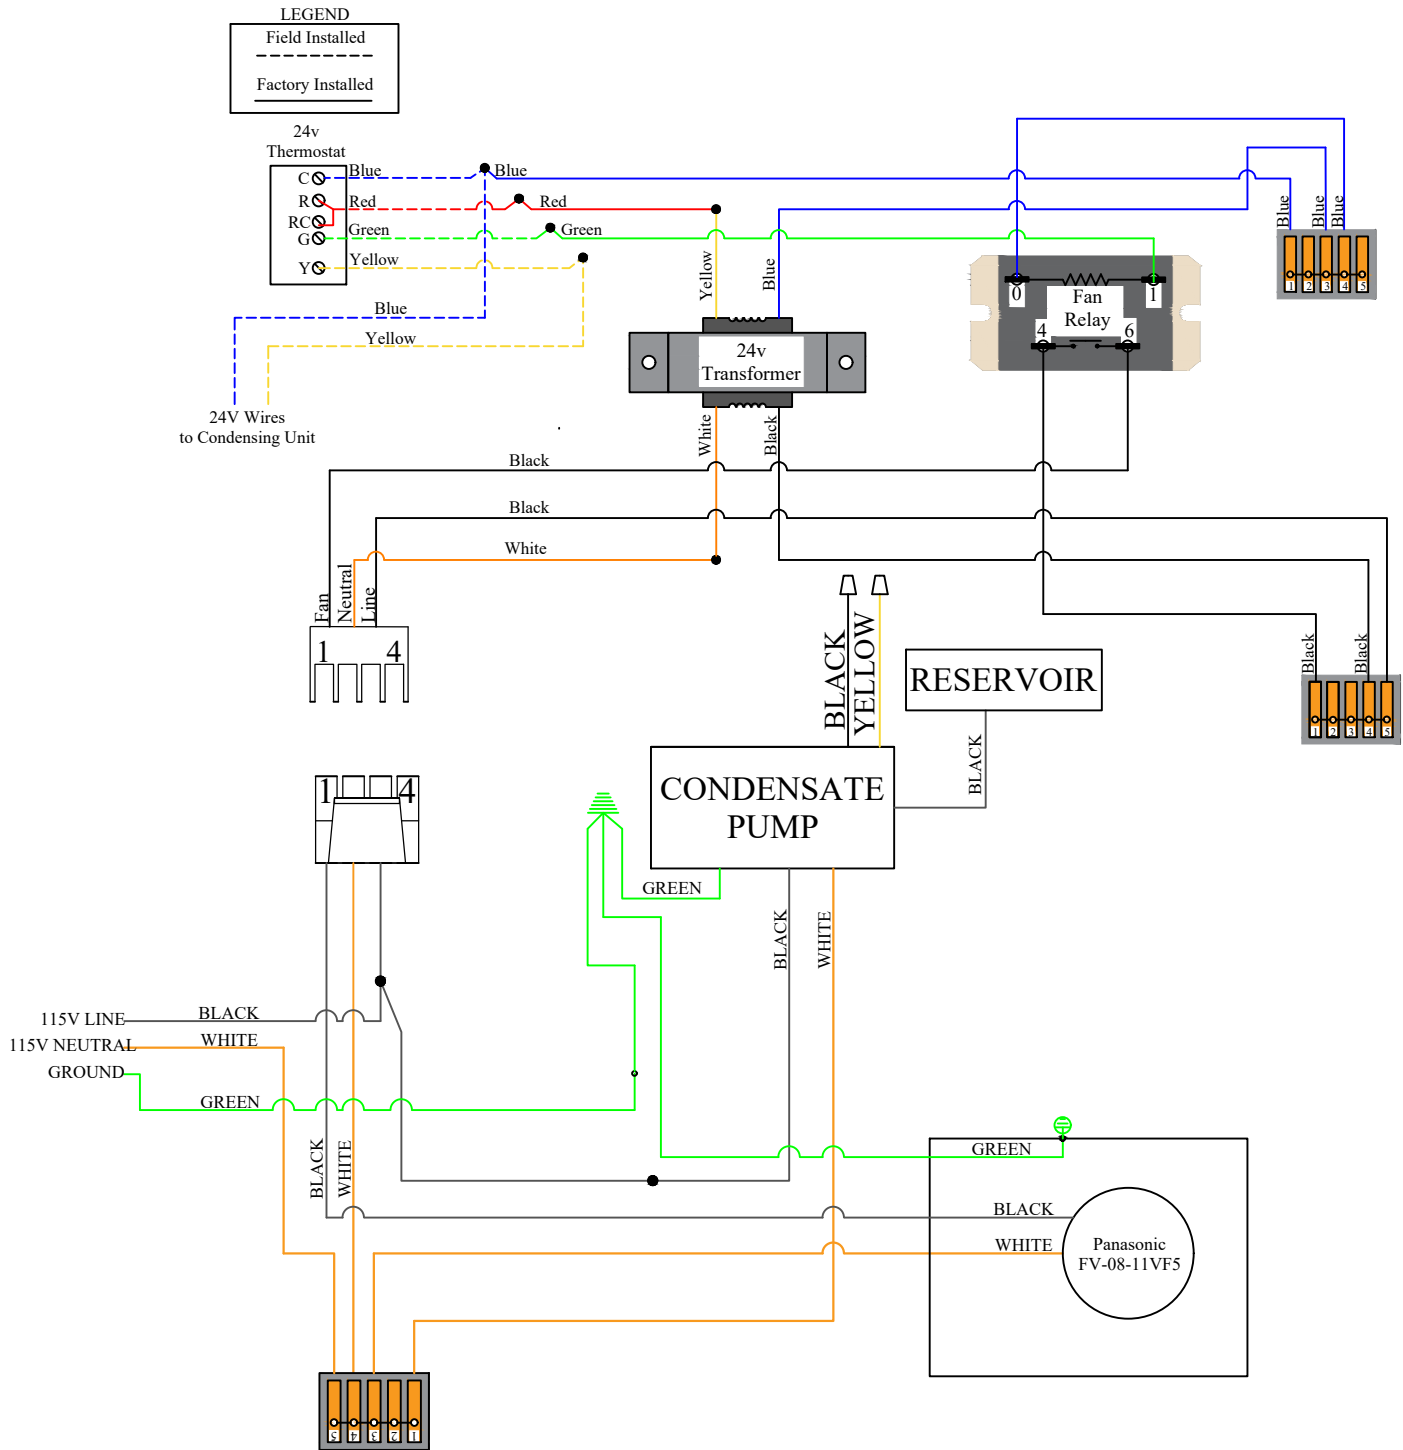 LEGEND
Field Installed
Factory Installed
24v
Thermostat
C
Blue
Blue
R
Red
Red
RC
G
Green
Green
Y
Yellow
Blue
Yellow
24V Wires
to Condensing Unit
Yellow
Blue
24v
Transformer
White
Black
0
1
Fan
Relay
4
6
Blue
Blue
Blue
1
2
3
4
5
Black
Black
White
Fan
Neutral
Line
1
4
BLACK
YELLOW
RESERVOIR
BLACK
Black
Black
1
2
3
4
5
CONDENSATE
PUMP
1
4
GREEN
BLACK
WHITE
115V LINE
BLACK
115V NEUTRAL
WHITE
GROUND
GREEN
BLACK
WHITE
GREEN
BLACK
WHITE
Panasonic
FV-08-11VF5
5
4
3
2
1